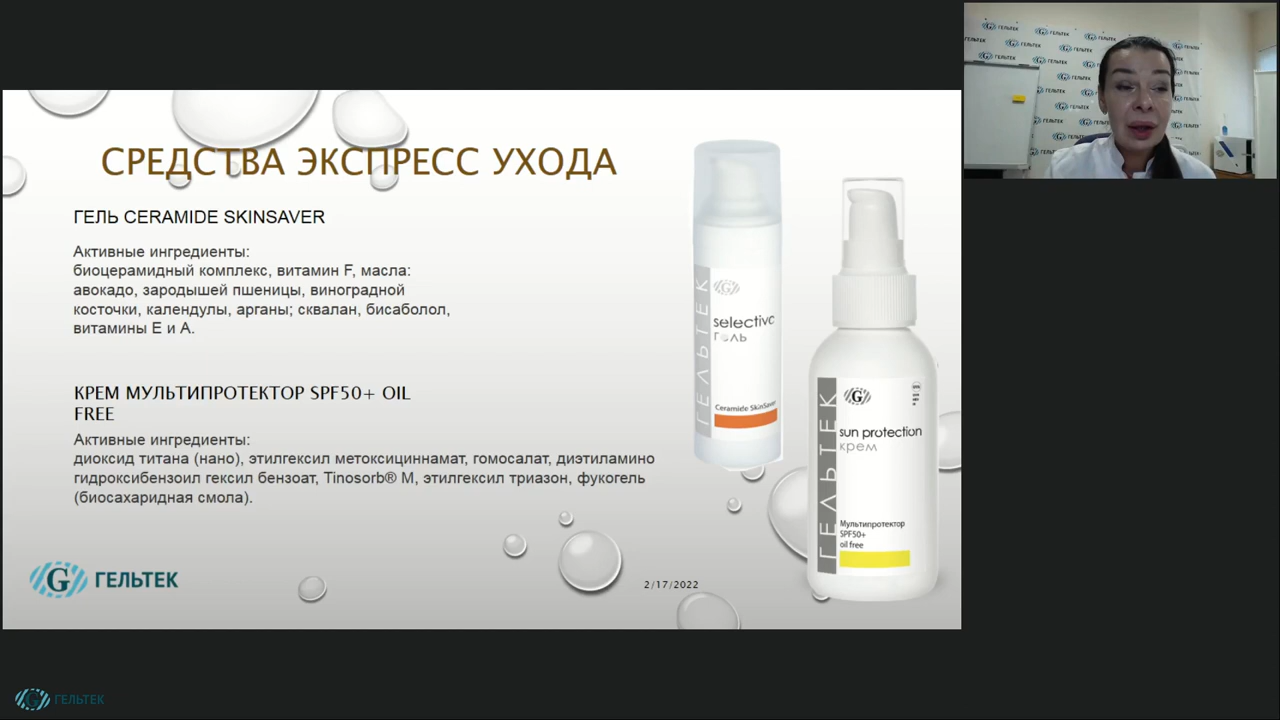 СРЕДСТВА ЭКСПРЕСС УХОДА
ГЕЛЬ CERAMIDE SKINSAVER
Активные ингредиенты:
биоцерамидный комплекс, витамин F, масла:
авокадо, зародышей пшеницы, виноградной
косточки, календулы, арганы; сквалан, бисаболол,
витамины Е и А.
КРЕМ МУЛЬТИПРОТЕКТОР SPF50+ OIL
FREE
Активные ингредиенты:
диоксид титана (нано), этилгексил метоксициннамат, гомосалат, диэтиламино
гидроксибензоил гексил бензоат, Tinosorb® M, этилгексил триазон, фукогель
(биосахаридная смола).
G ГЕЛЬТЕК
2/17/2022
G
ГЕЛЬТЕК
selective
гель
Ceramide SkinSaver
G
ГЕЛЬТЕК
sun protection
крем
Мультипротектор
SPF50+
oil free
G ГЕЛЬТЕК
ГЕЛЬТЕК
ГЕЛЬТЕК
ГЕЛЬТЕК